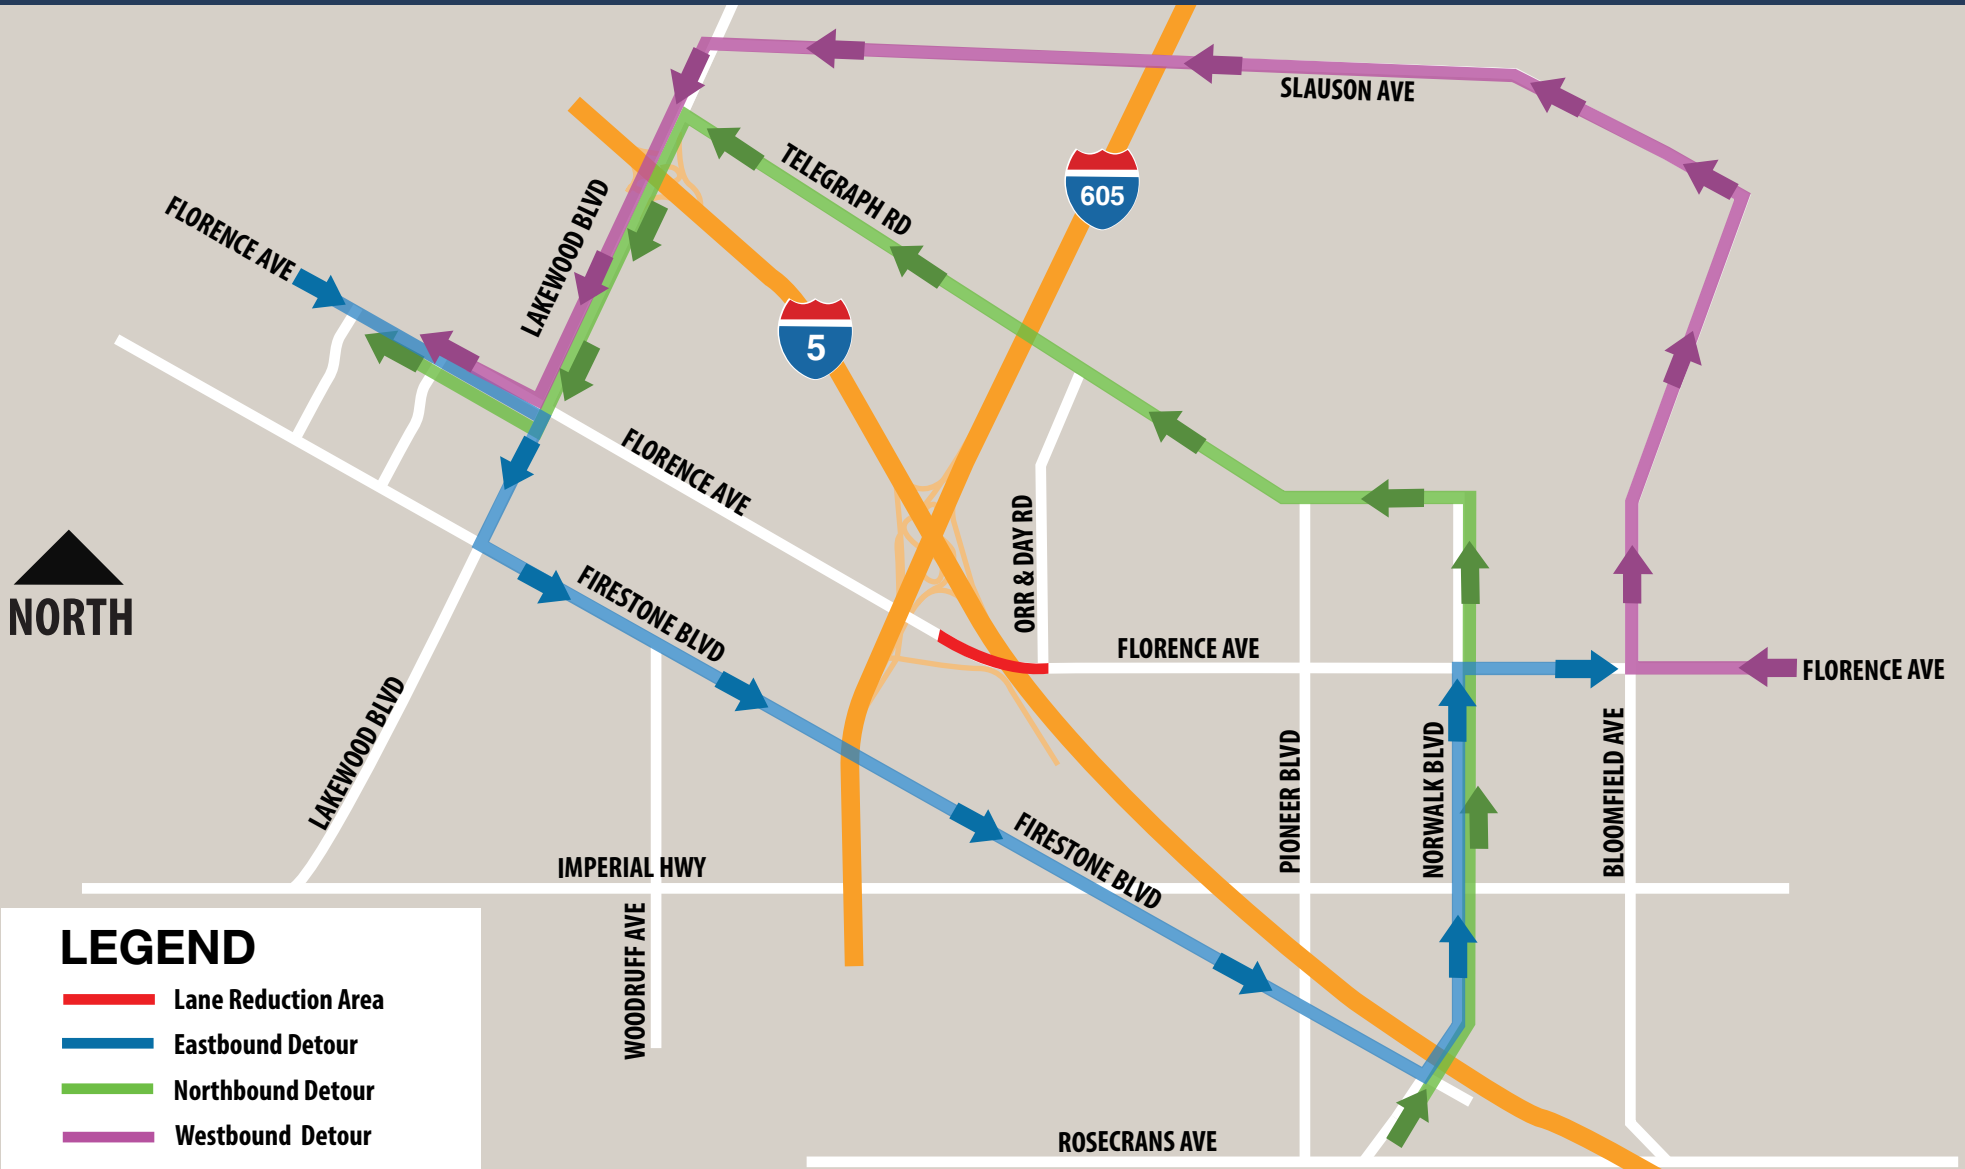 SLAUSON AVE
TELEGRAPH RD
605
FLORENCE AVE
LAKEWOOD BLVD
5
FLORENCE AVE
ORR & DAY RD
NORTH
FIRESTONE BLVD
FLORENCE AVE
FLORENCE AVE
LAKEWOOD BLVD
PIONEER BLVD
NORWALK BLVD
BLOOMFIELD AVE
IMPERIAL HWY
FIRESTONE BLVD
WOODRUFF AVE
ROSECRANS AVE
LEGEND
Lane Reduction Area
Eastbound Detour
Northbound Detour
Westbound Detour